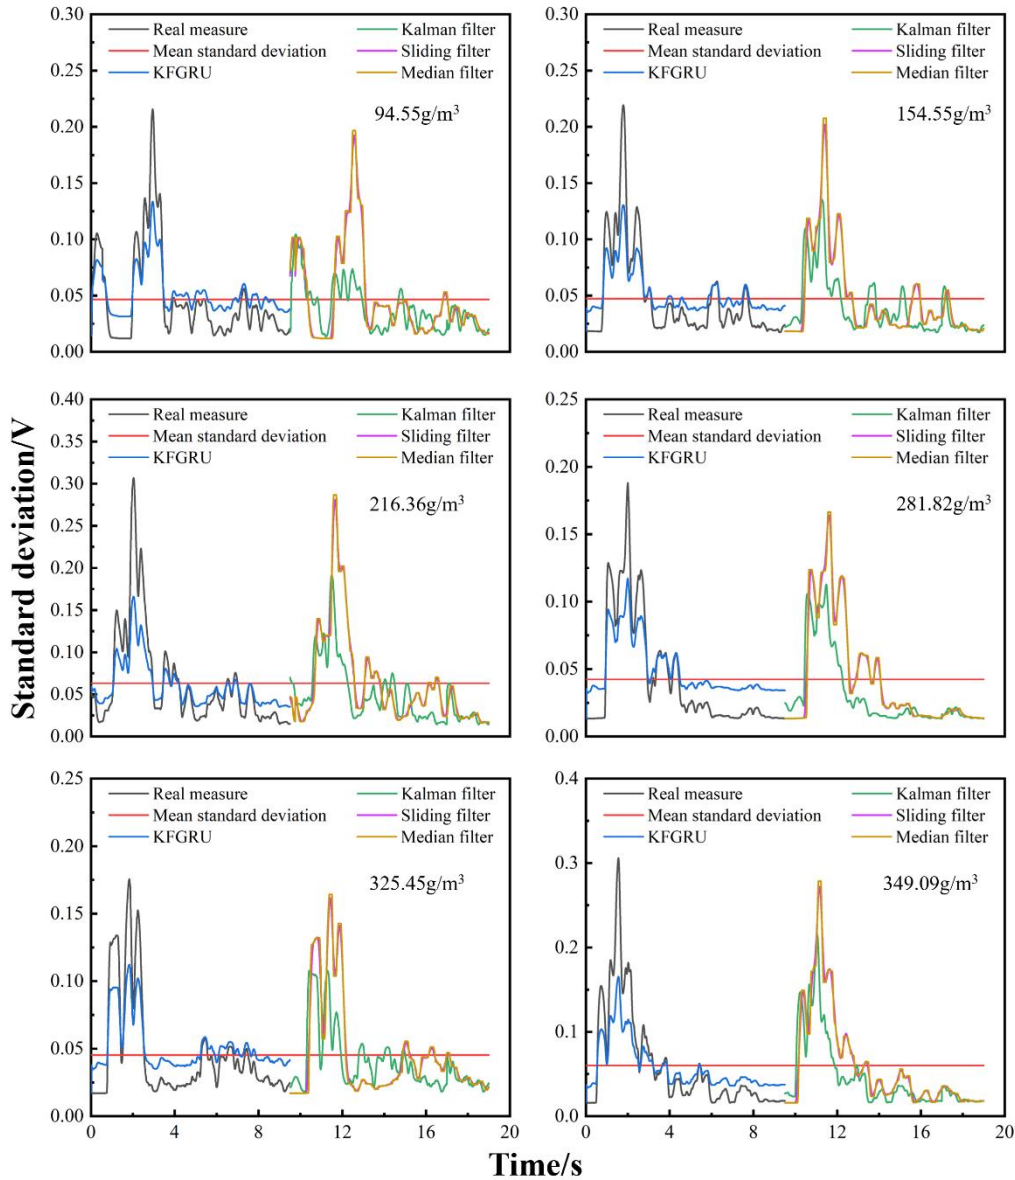 Standard deviation/V
0.30
0.25
0.20
0.15
0.10
0.05
0.00
Real measure
Mean standard deviation
KFGRU
Kalman filter
Sliding filter
Median filter
94.55g/m³
0.30
0.25
0.20
0.15
0.10
0.05
0.00
Real measure
Mean standard deviation
KFGRU
Kalman filter
Sliding filter
Median filter
154.55g/m³
0.40
0.35
0.30
0.25
0.20
0.15
0.10
0.05
0.00
Real measure
Mean standard deviation
KFGRU
Kalman filter
Sliding filter
Median filter
216.36g/m³
0.25
0.20
0.15
0.10
0.05
0.00
Real measure
Mean standard deviation
KFGRU
Kalman filter
Sliding filter
Median filter
281.82g/m³
0.25
0.20
0.15
0.10
0.05
0.00
Real measure
Mean standard deviation
KFGRU
Kalman filter
Sliding filter
Median filter
325.45g/m³
0 4 8 12 16 20
0.4
0.3
0.2
0.1
0.0
Real measure
Mean standard deviation
KFGRU
Kalman filter
Sliding filter
Median filter
349.09g/m³
0 4 8 12 16 20
Time/s